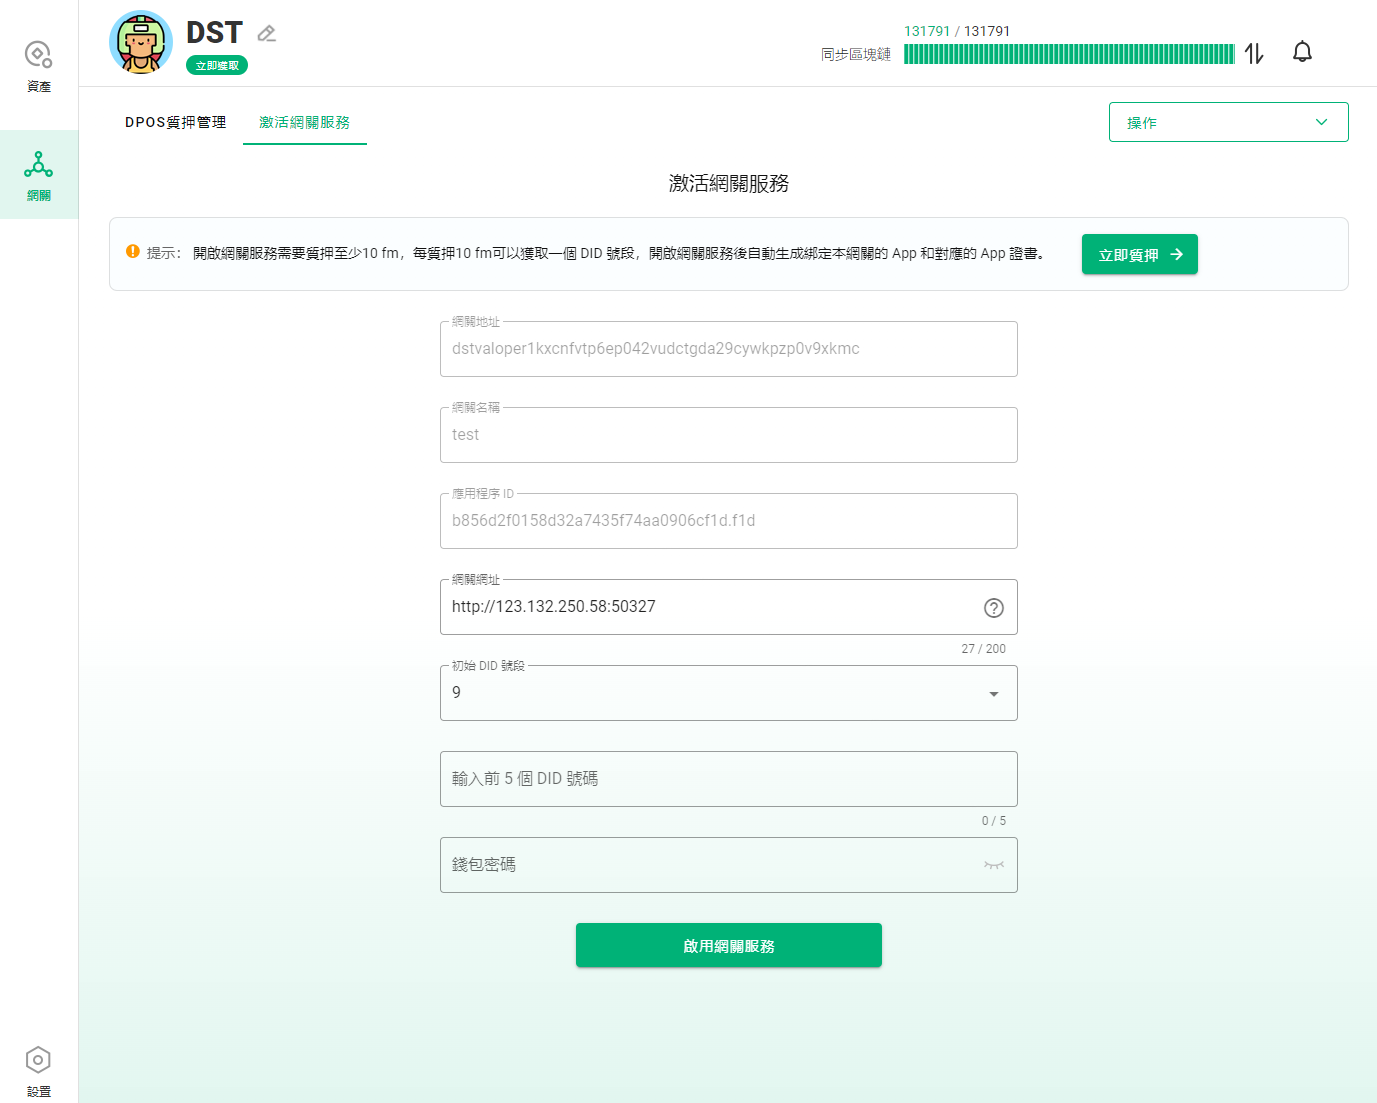 資產
網關
設置
DST
立即獲取
131791 / 131791
同步區塊鏈
DPOS質押管理
激活網關服務
操作
激活網關服務
提示： 開啟網關服務需要質押至少10 fm，每質押10 fm可以獲取一個 DID 號段，開啟網關服務後自動生成綁定本網關的 App 和對應的 App 證書。
立即質押
網關地址
dstvaloper1kxcnfvtp6ep042vudctgda29cywkpzp0v9xkmc
網關名稱
test
應用程序 ID
b856d2f0158d32a7435f74aa0906cf1d.f1d
網關網址
http://123.132.250.58:50327
27 / 200
初始 DID 號段
9
輸入前 5 個 DID 號碼
0 / 5
錢包密碼
啟用網關服務